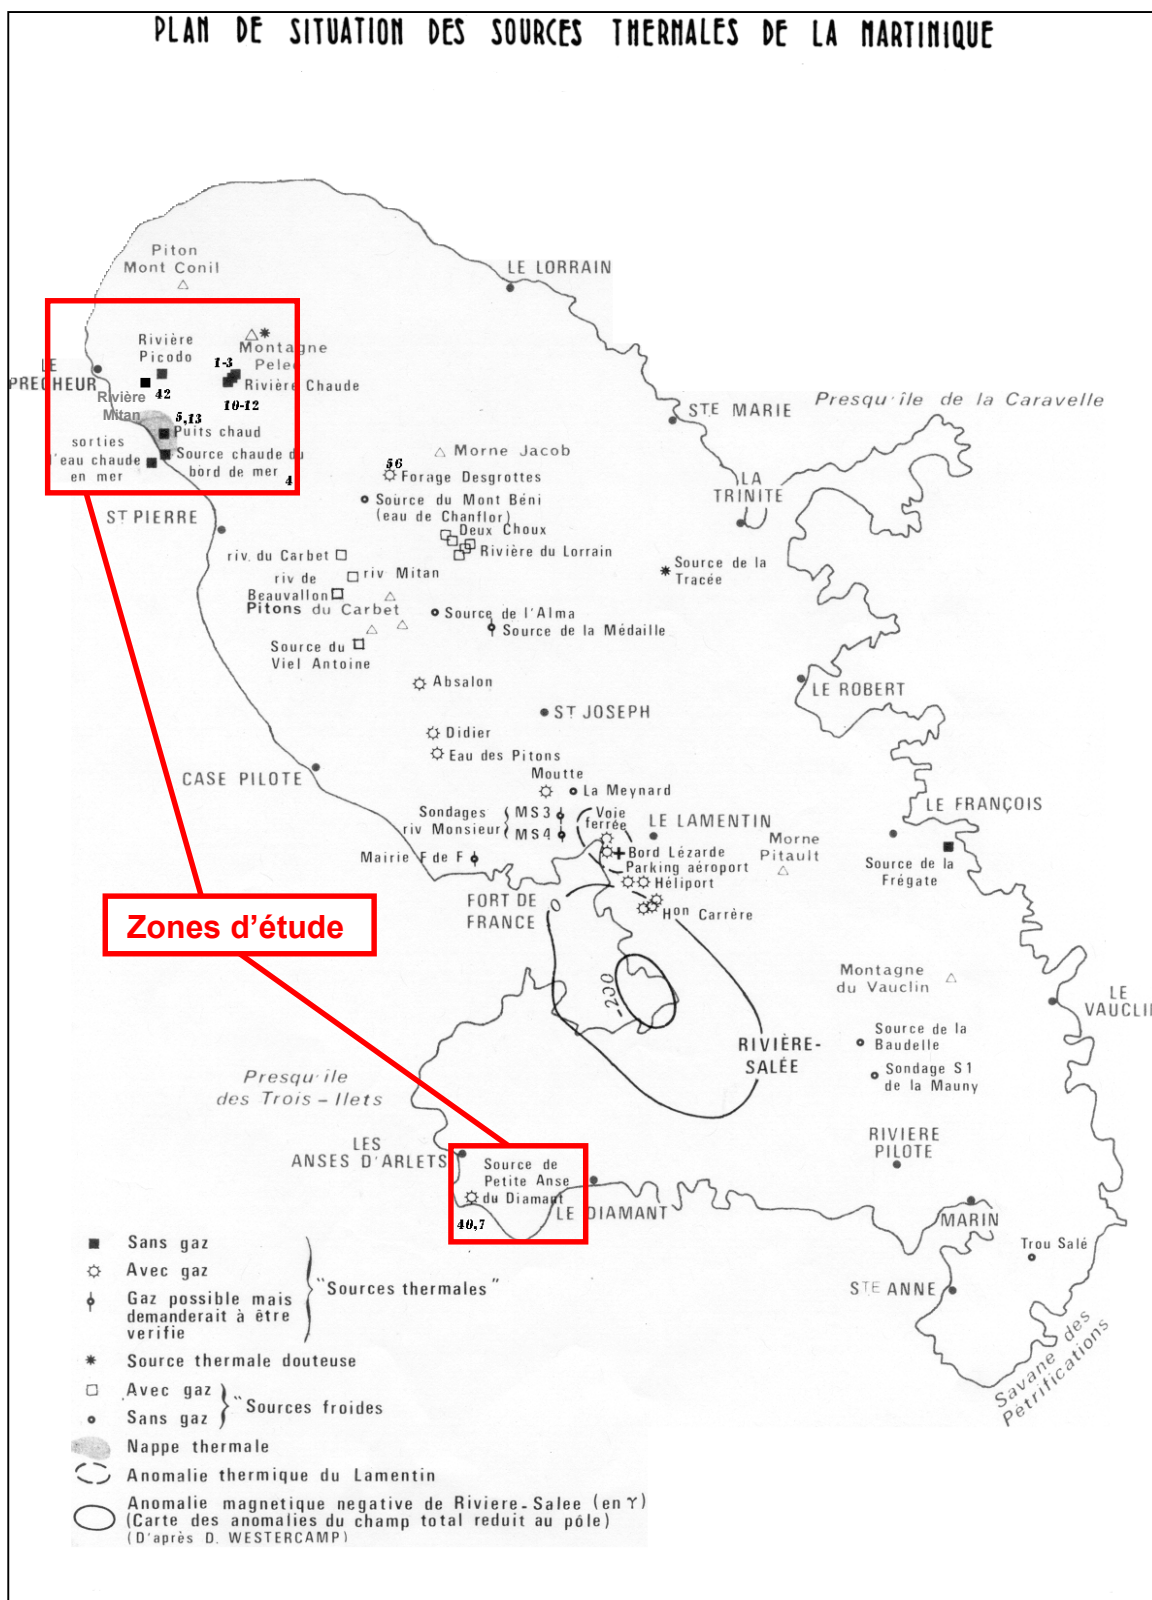 PLAN DE SITUATION DES SOURCES THERMALES DE LA MARTINIQUE
Piton
Mont Conil
LE LORRAIN
Rivière
Picodo
Montagne
Pelée
1-3
Rivière Chaude
LE
PRECHEUR
42
10-12
Rivière
Mitan
5,13
Puits chaud
sorties
d'eau chaude
en mer
Source chaude du
bord de mer
4
STE MARIE
Presqu'île de la Caravelle
Morne Jacob
56
Forage Desgrottes
LA
TRINITE
ST PIERRE
Source du Mont Béni
(eau de Chanflor)
Deux Choux
Rivière du Lorrain
riv. du Carbet
riv Mitan
riv de
Beauvallon
Pitons du Carbet
Source de la
Tracée
Source de l'Alma
Source de la Médaille
Source du
Viel Antoine
Absalon
LE ROBERT
ST JOSEPH
Didier
Eau des Pitons
CASE PILOTE
Moutte
La Meynard
Sondages
riv Monsieur
MS3
MS4
Voie
ferrée
LE LAMENTIN
LE FRANÇOIS
Morne
Pitault
Mairie F de F
Bord Lézarde
Parking aéroport
Héliport
Source de la
Frégate
FORT DE
FRANCE
0
Hon Carrère
Zones d'étude
-200
Montagne
du Vauclin
LE
VAUCLIN
RIVIÈRE-
SALÉE
Source de la
Baudelle
Sondage S1
de la Mauny
Presqu'ile
des Trois-Ilets
RIVIERE
PILOTE
LES
ANSES D'ARLETS
Source de
Petite Anse
du Diamant
40,7
LE DIAMANT
MARIN
Trou Salé
STE ANNE
Savane des
Pétrifications
Sans gaz
Avec gaz
Gaz possible mais
demanderait à être
verifie
"Sources thermales"
Source thermale douteuse
Avec gaz
Sans gaz
"Sources froides
Nappe thermale
Anomalie thermique du Lamentin
Anomalie magnetique negative de Riviere-Salee (en γ)
(Carte des anomalies du champ total reduit au pôle)
(D'après D. WESTERCAMP)